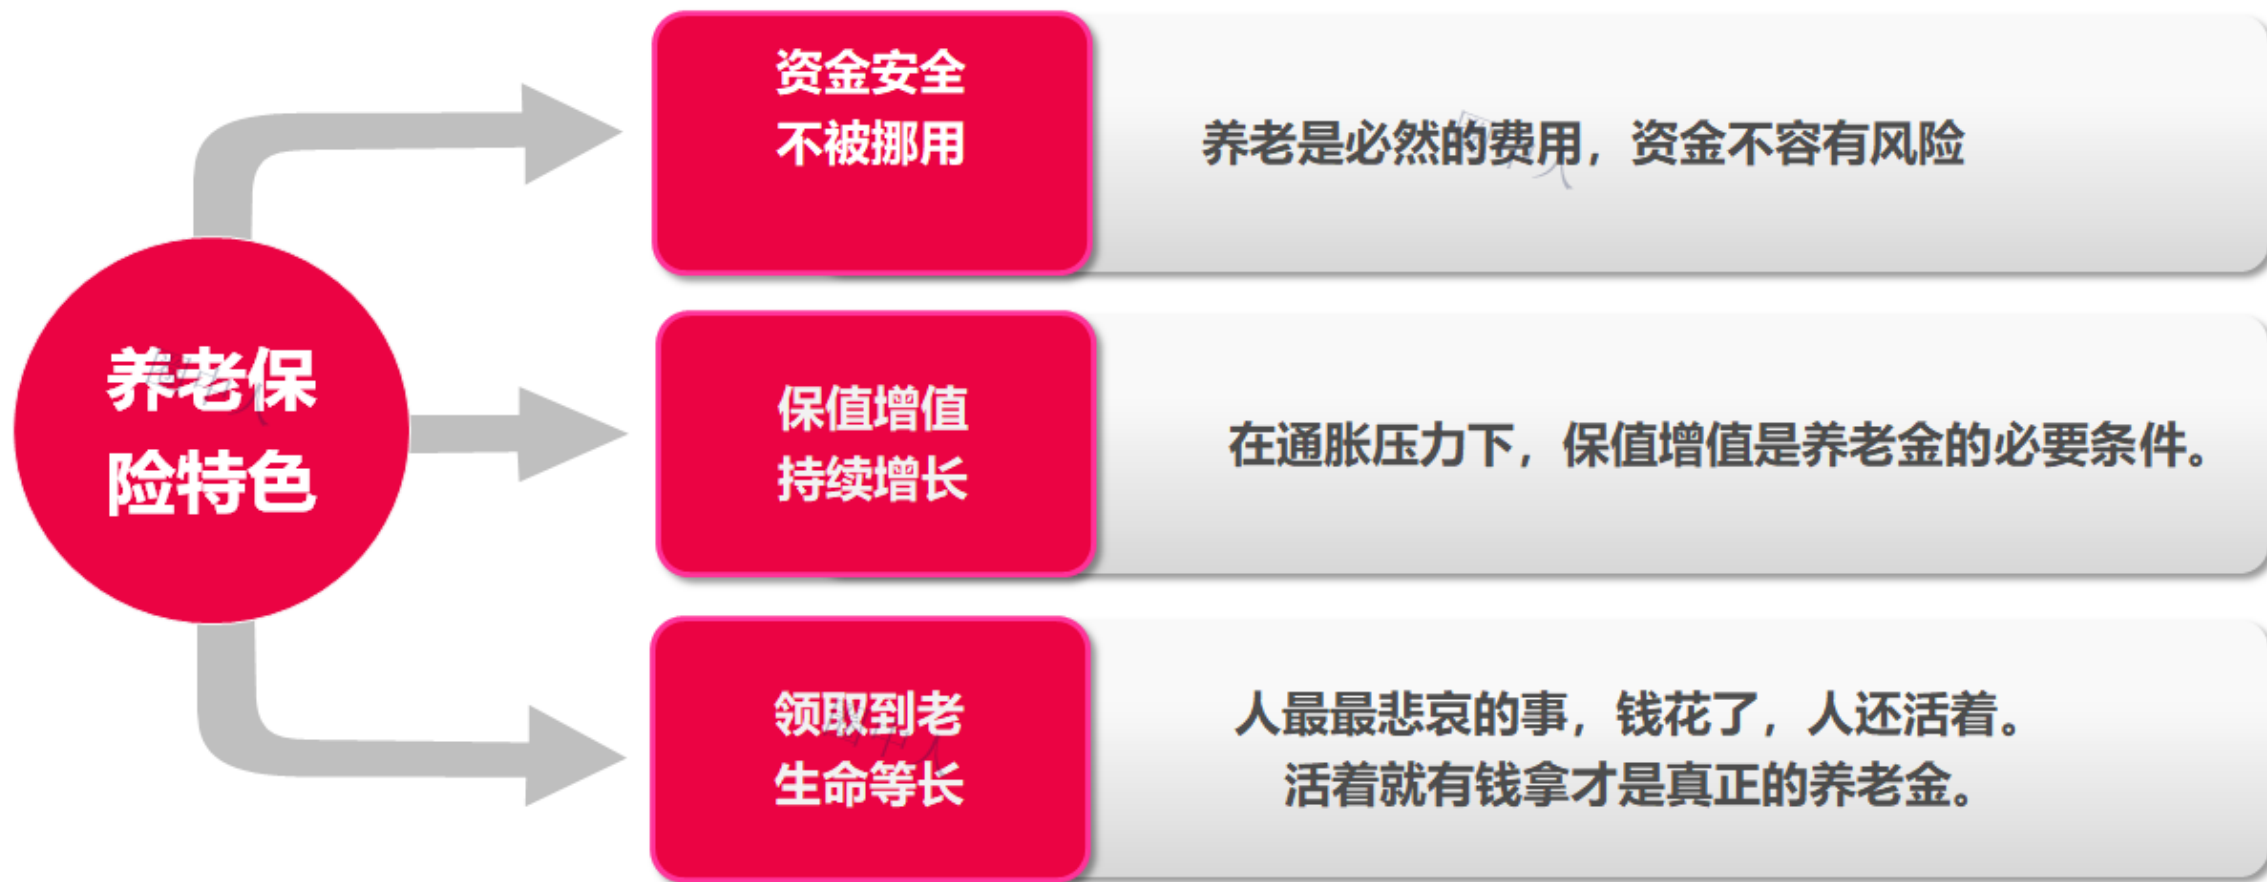 养老保
险特色
资金安全
不被挪用
养老是必然的费用，资金不容有风险
保值增值
持续增长
在通胀压力下，保值增值是养老金的必要条件。
领取到老
生命等长
人最最悲哀的事，钱花了，人还活着。
活着就有钱拿才是真正的养老金。